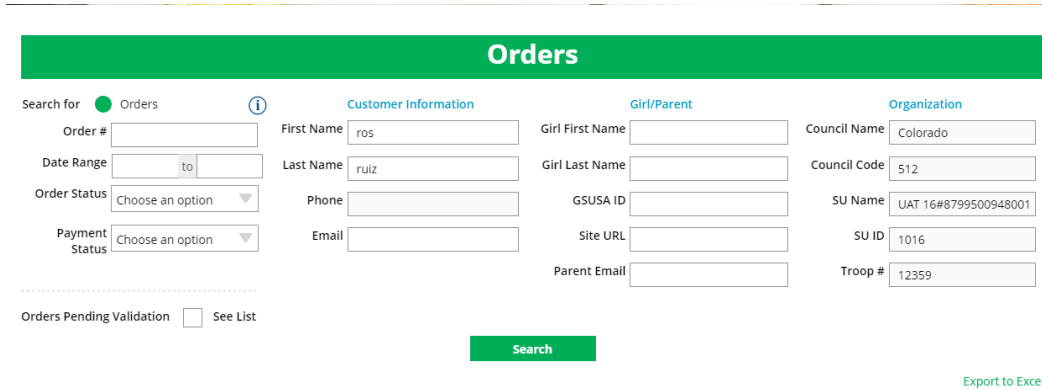 Orders
Search for Orders i
Order #
Date Range to
Order Status Choose an option
Payment Status Choose an option
Orders Pending Validation See List
Customer Information
First Name ros
Last Name ruiz
Phone
Email
Girl/Parent
Girl First Name
Girl Last Name
GSUSA ID
Site URL
Parent Email
Organization
Council Name Colorado
Council Code 512
SU Name UAT 16#8799500948001
SU ID 1016
Troop # 12359
Search
Export to Exce